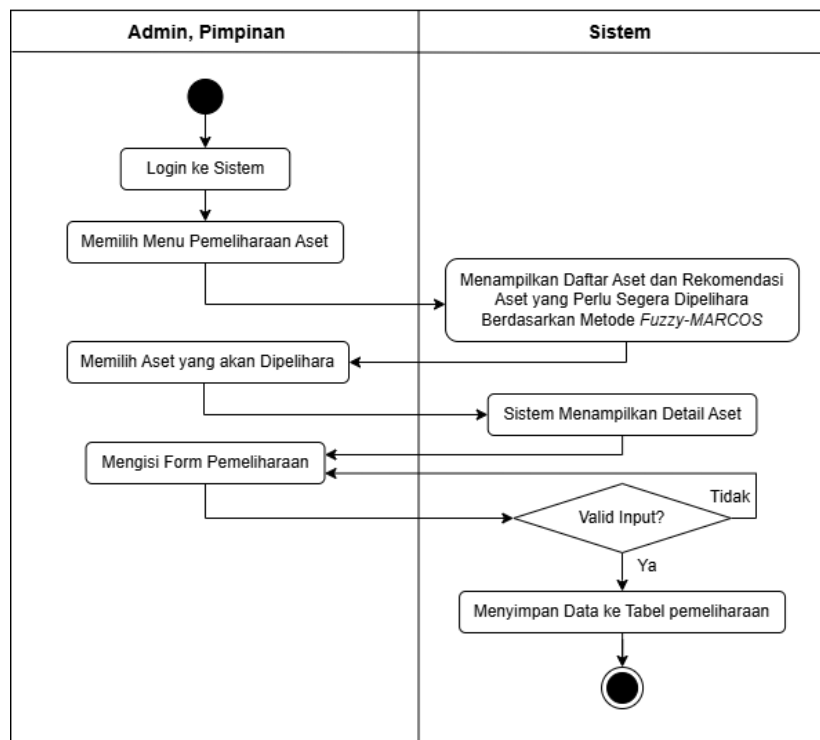 Admin, Pimpinan
Sistem
Login ke Sistem
Memilih Menu Pemeliharaan Aset
Menampilkan Daftar Aset dan Rekomendasi
Aset yang Perlu Segera Dipelihara
Berdasarkan Metode Fuzzy-MARCOS
Memilih Aset yang akan Dipelihara
Sistem Menampilkan Detail Aset
Mengisi Form Pemeliharaan
Tidak
Valid Input?
Ya
Menyimpan Data ke Tabel pemeliharaan